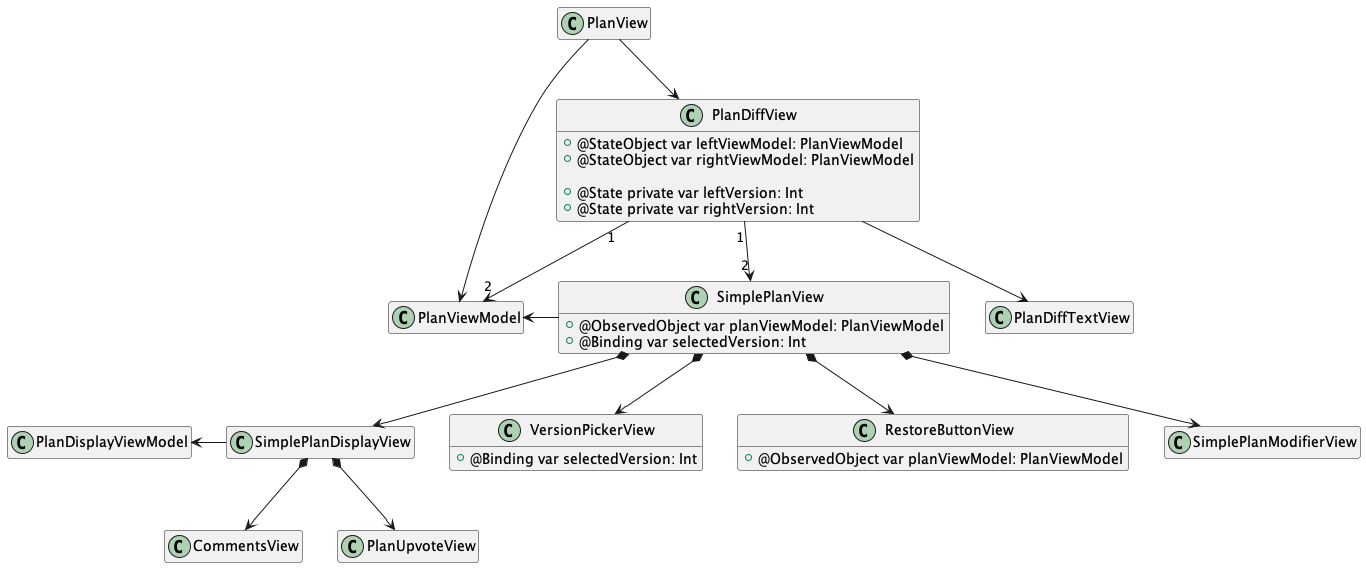 C PlanView
C PlanDiffView
@StateObject var leftViewModel: PlanViewModel
@StateObject var rightViewModel: PlanViewModel
@State private var leftVersion: Int
@State private var rightVersion: Int
1
1
2
2
C PlanViewModel
C SimplePlanView
@ObservedObject var planViewModel: PlanViewModel
@Binding var selectedVersion: Int
C PlanDiffTextView
C PlanDisplayViewModel
C SimplePlanDisplayView
C VersionPickerView
@Binding var selectedVersion: Int
C RestoreButtonView
@ObservedObject var planViewModel: PlanViewModel
C SimplePlanModifierView
C CommentsView
C PlanUpvoteView